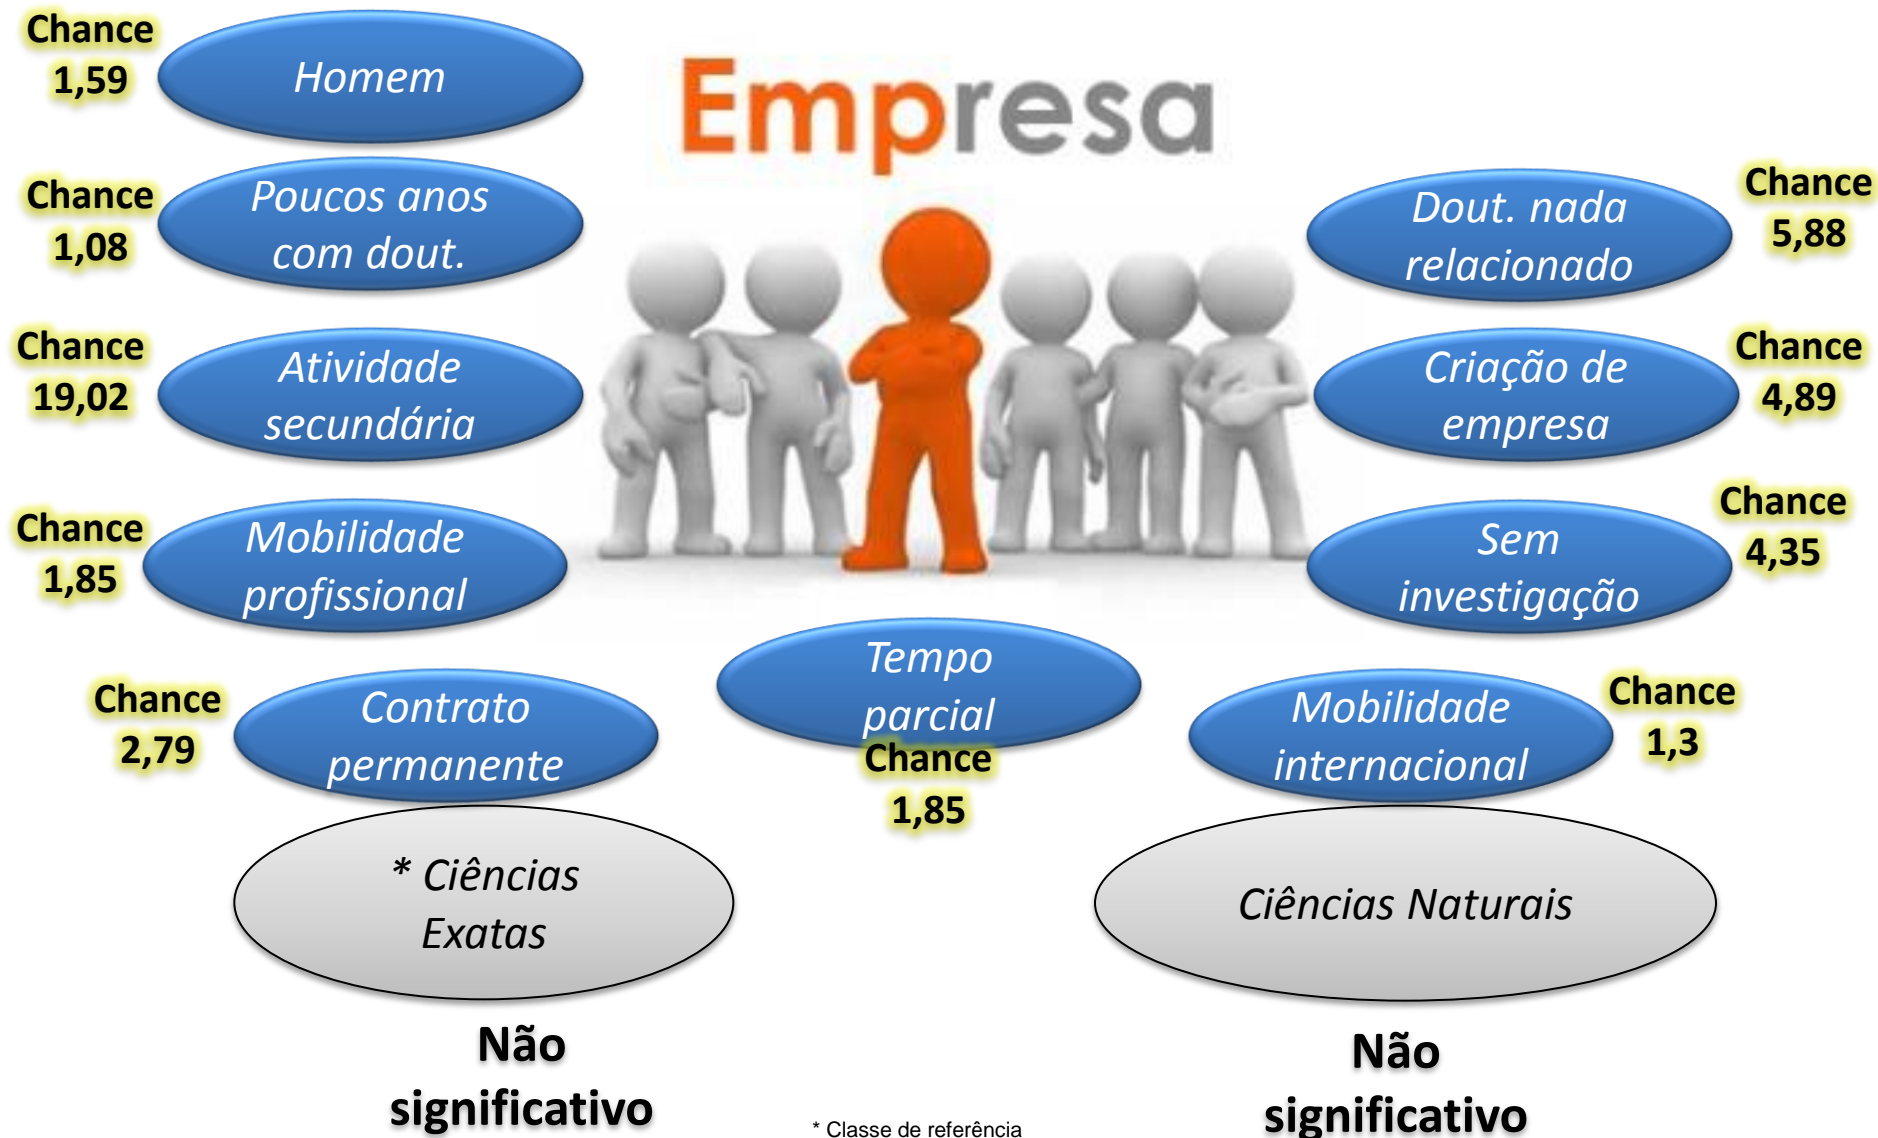 Empresa
Chance
1,59
Homem
Chance
1,08
Poucos anos
com dout.
Chance
19,02
Atividade
secundária
Chance
1,85
Mobilidade
profissional
Chance
2,79
Contrato
permanente
Tempo
parcial
Chance
1,85
Dout. nada
relacionado
Chance
5,88
Criação de
empresa
Chance
4,89
Sem
investigação
Chance
4,35
Mobilidade
internacional
Chance
1,3
* Ciências
Exatas
Não
significativo
Ciências Naturais
Não
significativo
* Classe de referência